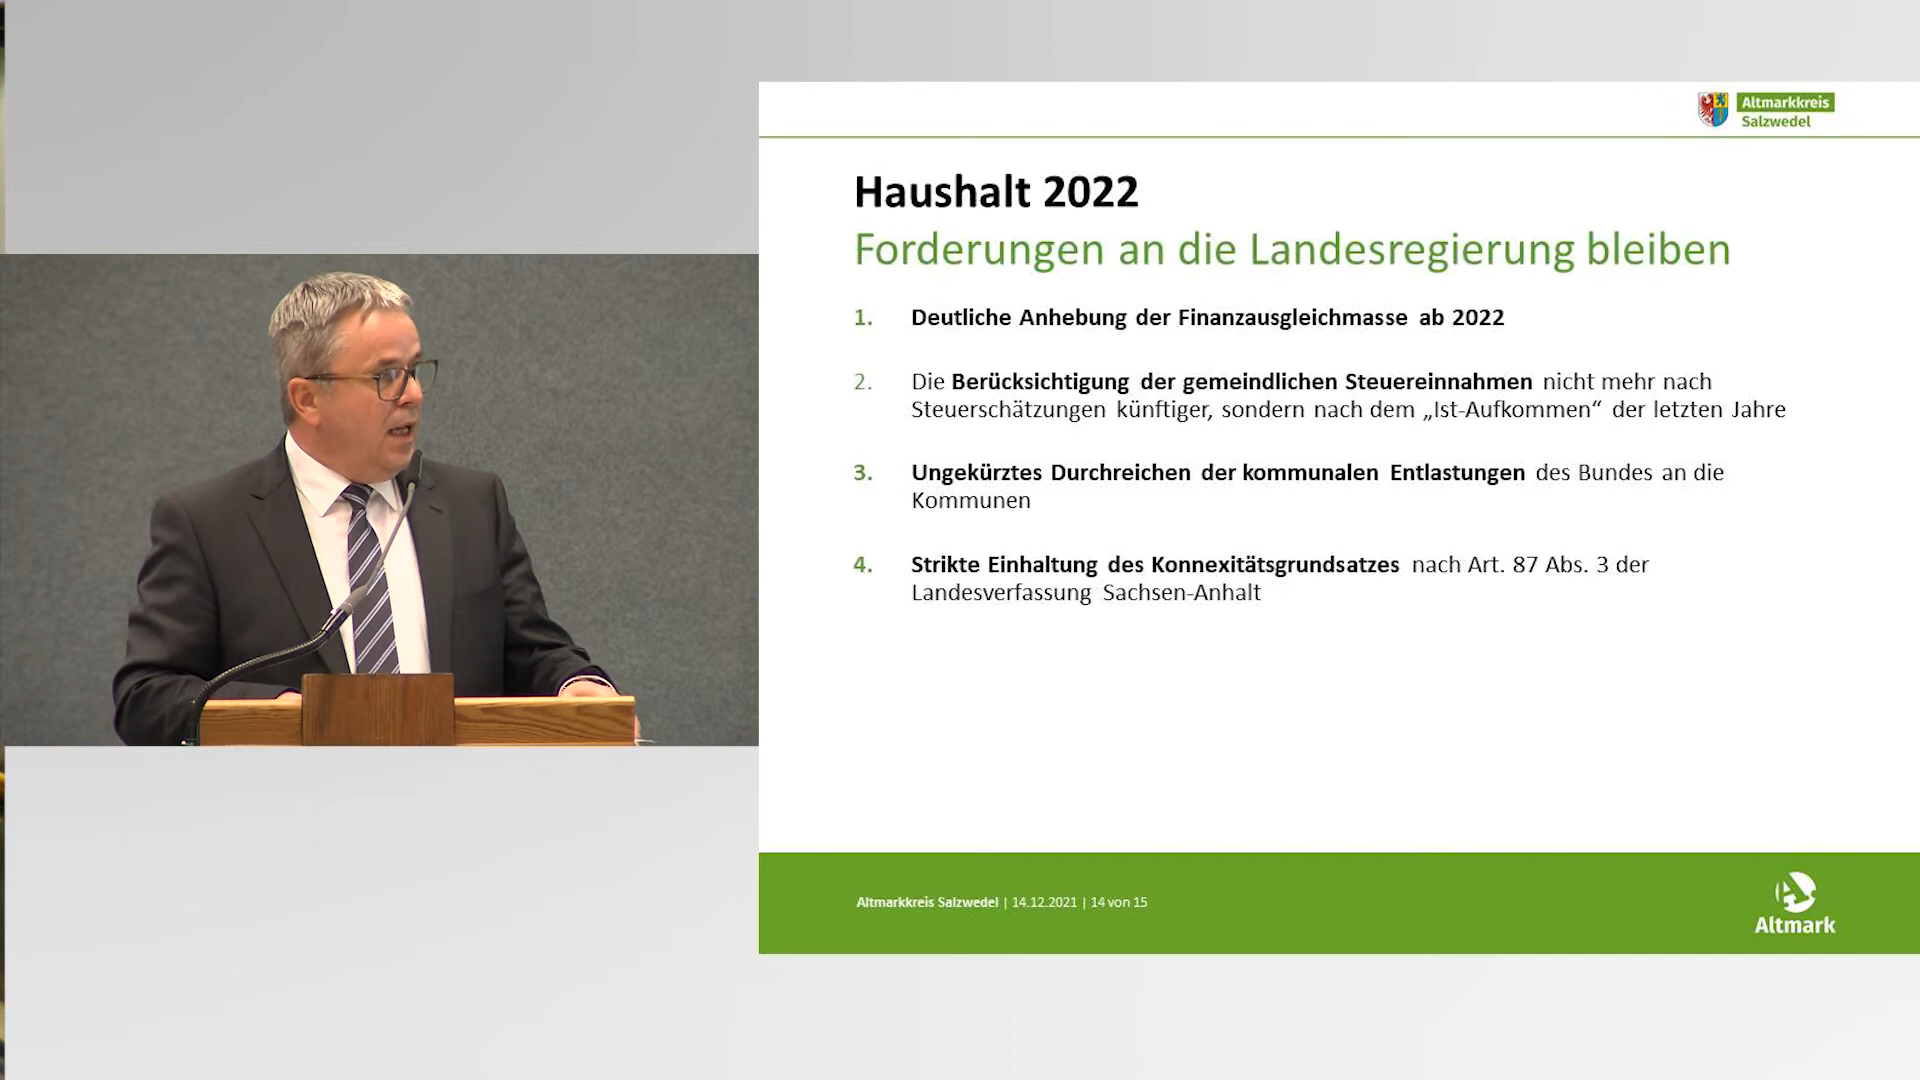 Altmarkkreis
Salzwedel
Haushalt 2022
Forderungen an die Landesregierung bleiben
1. Deutliche Anhebung der Finanzausgleichmasse ab 2022
2. Die Berücksichtigung der gemeindlichen Steuereinnahmen nicht mehr nach
Steuerschätzungen künftiger, sondern nach dem „Ist-Aufkommen“ der letzten Jahre
3. Ungekürztes Durchreichen der kommunalen Entlastungen des Bundes an die
Kommunen
4. Strikte Einhaltung des Konnexitätsgrundsatzes nach Art. 87 Abs. 3 der
Landesverfassung Sachsen-Anhalt
Altmarkkreis Salzwedel | 14.12.2021 | 14 von 15
Altmark